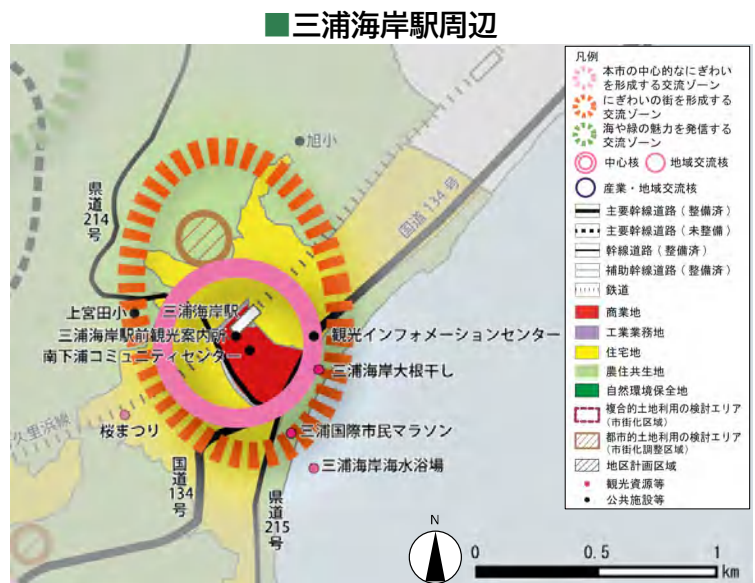 ■三浦海岸駅周辺
旭小
県道214号
国道134号
上宮田小
三浦海岸駅
三浦海岸駅前観光案内所
南下浦コミュニティセンター
観光インフォメーションセンター
三浦海岸大根干し
久里浜線
桜まつり
三浦国際市民マラソン
三浦海岸海水浴場
国道134号
県道215号
凡例
本市の中心的なにぎわい
を形成する交流ゾーン
にぎわいの街を形成する
交流ゾーン
海や緑の魅力を発信する
交流ゾーン
中心核 地域交流核
産業・地域交流核
主要幹線道路(整備済)
主要幹線道路(未整備)
幹線道路(整備済)
補助幹線道路(整備済)
鉄道
商業地
工業業務地
住宅地
農住共生地
自然環境保全地
複合的土地利用の検討エリア
(市街化区域)
都市的土地利用の検討エリア
(市街化調整区域)
地区計画区域
観光資源等
公共施設等
N
0 0.5 1
km